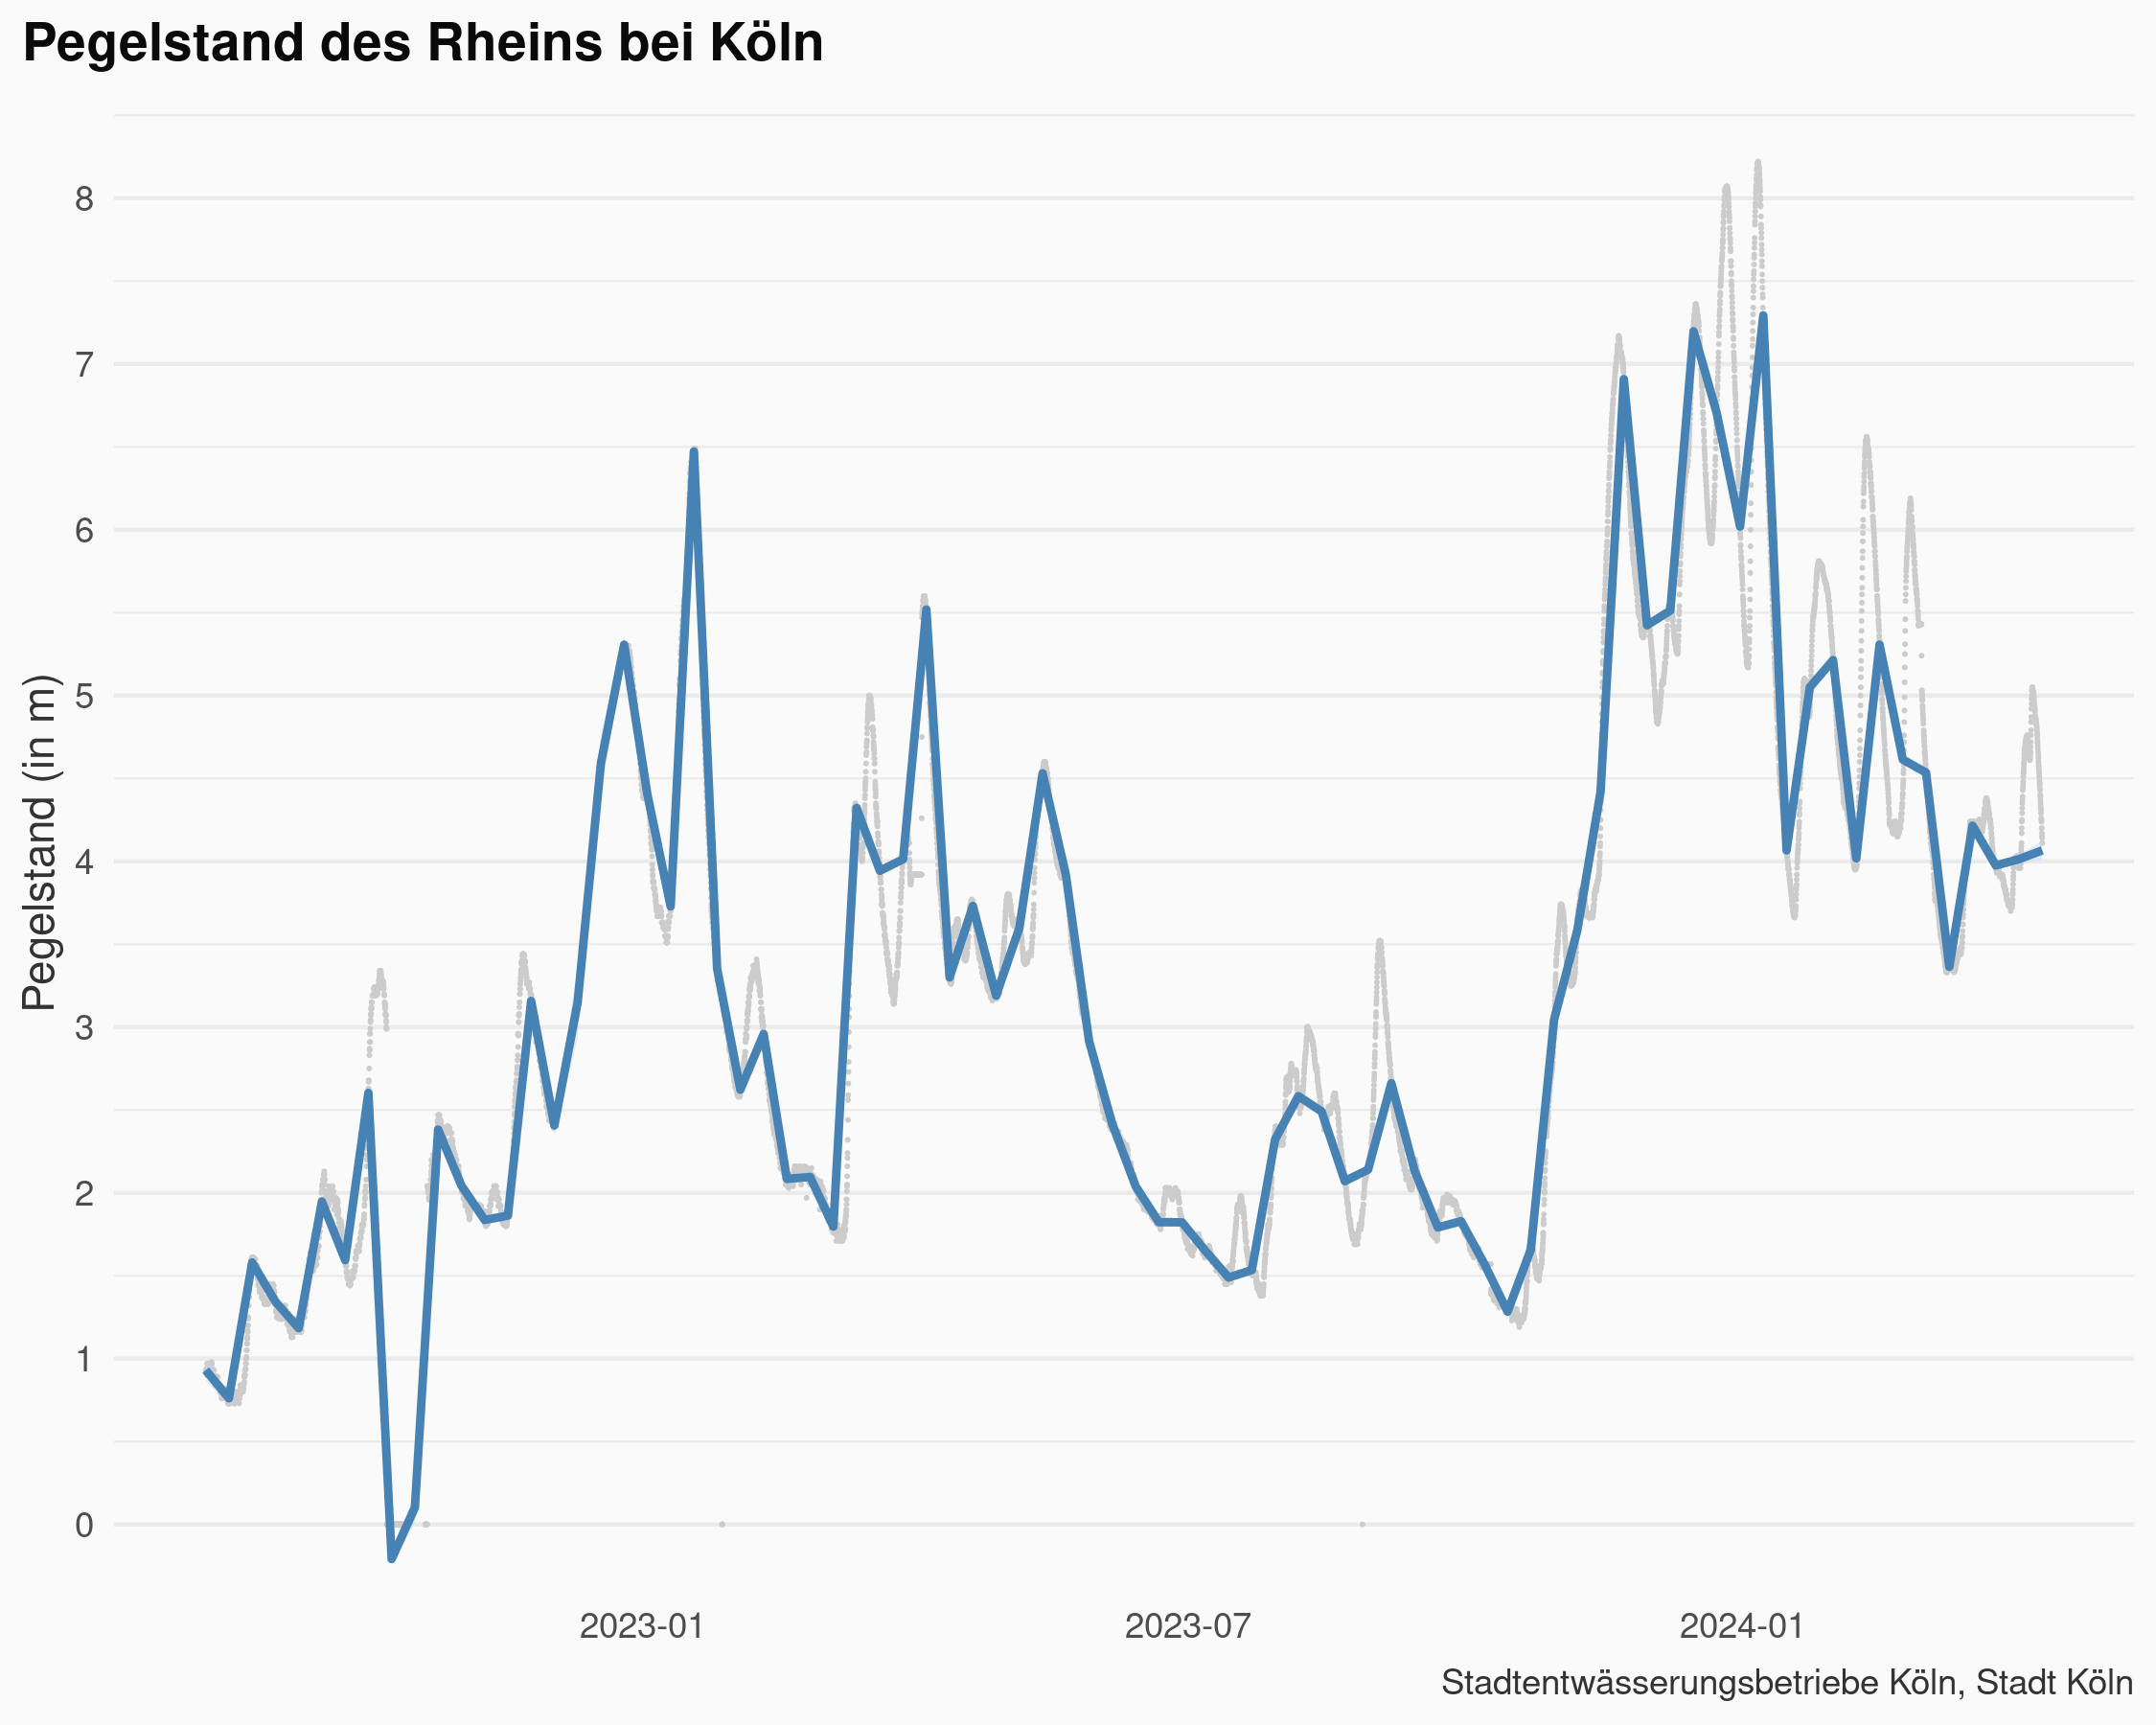 Pegelstand des Rheins bei Köln
Pegelstand (in m)
8
7
6
5
4
3
2
1
0
2023-01 2023-07 2024-01
Stadtentwässerungsbetriebe Köln, Stadt Köln